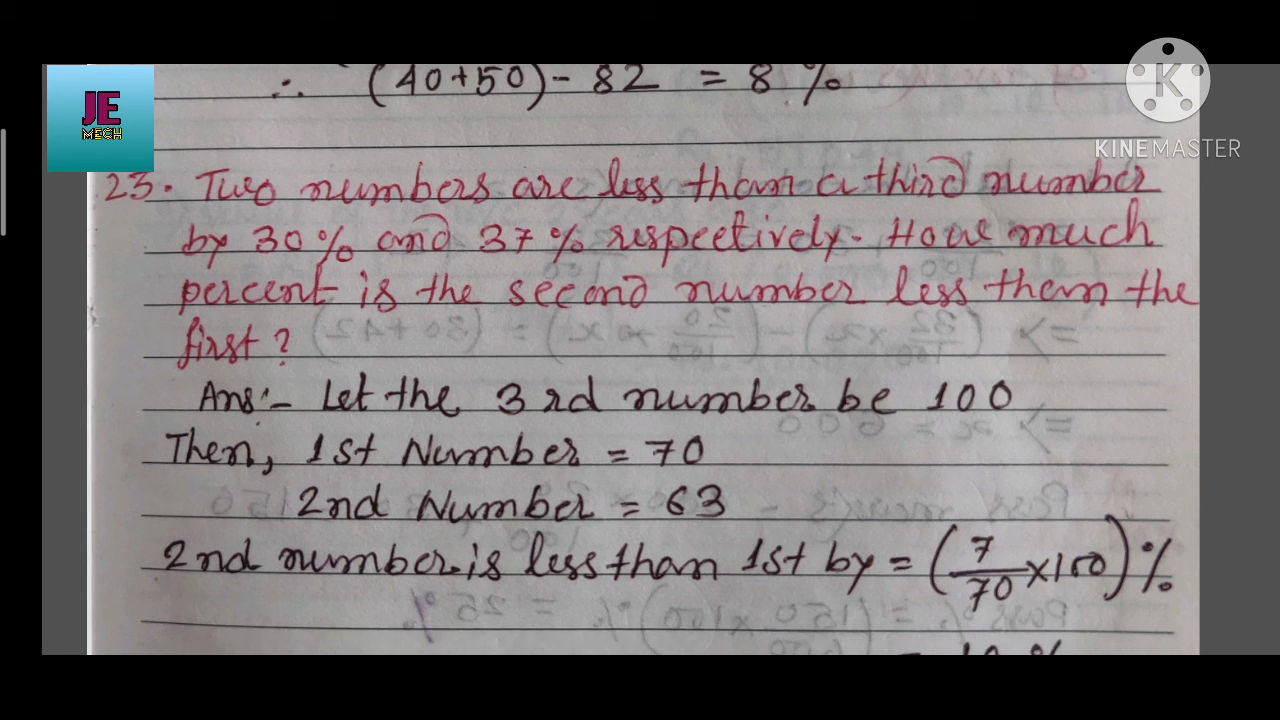 ∴ (40+50) - 82 = 8 %
JE
MECH
KINEMASTER
23. Two numbers are less than a third number
by 30% and 37% respectively. How much
percent is the second number less than the
first?
Ans:- Let the 3rd number be 100
Then, 1st Number = 70
2nd Number = 63
2nd number is less than 1st by = (7/70 × 100) %